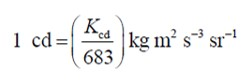 1 cd = (K_cd / 683) kg m² s⁻³ sr⁻¹